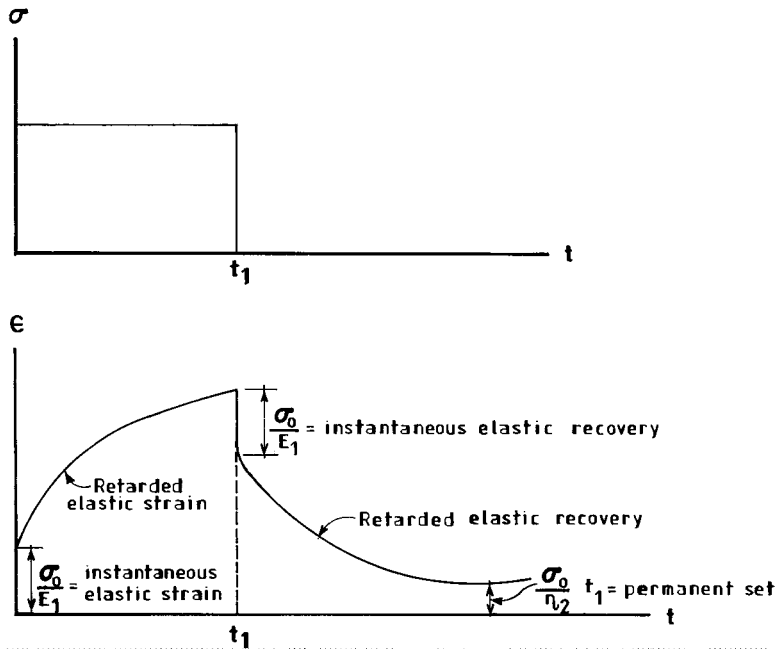 σ
t₁
t
ε
σ₀/E₁ = instantaneous elastic recovery
Retarded
elastic strain
Retarded elastic recovery
σ₀/E₁ = instantaneous
elastic strain
σ₀/η₂ t₁ = permanent set
t₁
t